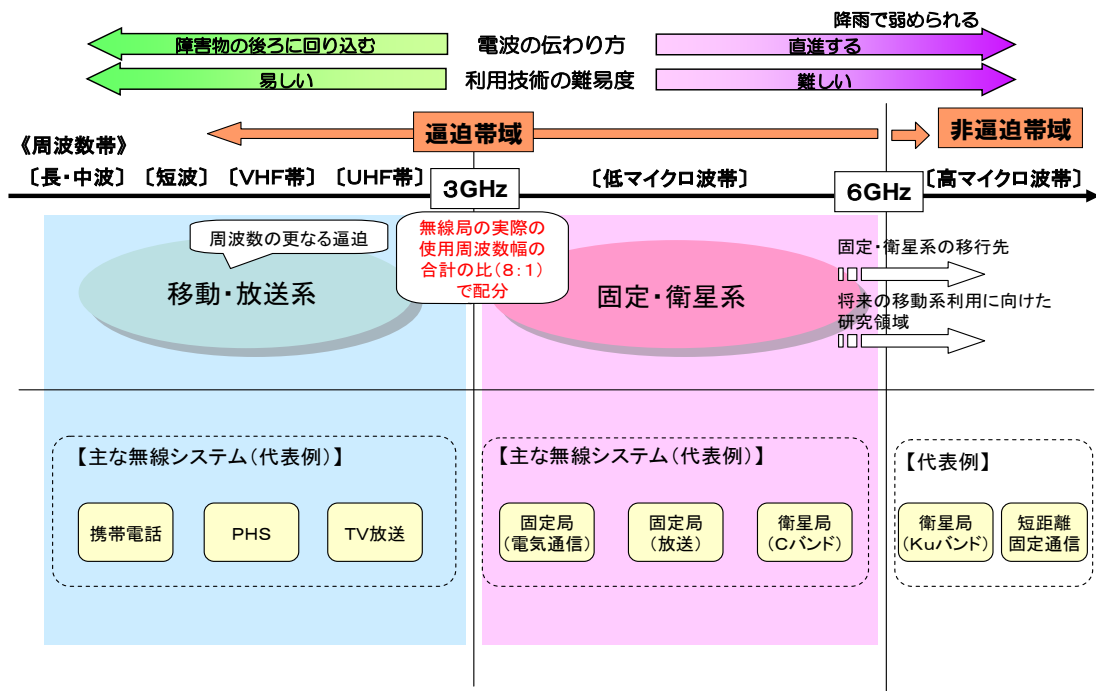 降雨で弱められる
障害物の後ろに回り込む
電波の伝わり方
直進する
易しい
利用技術の難易度
難しい
逼迫帯域
非逼迫帯域
《周波数帯》
〔長・中波〕
〔短波〕
〔VHF帯〕
〔UHF帯〕
3GHz
〔低マイクロ波帯〕
6GHz
〔高マイクロ波帯〕
周波数の更なる逼迫
無線局の実際の
使用周波数幅の
合計の比(8:1)
で配分
移動・放送系
固定・衛星系
固定・衛星系の移行先
将来の移動系利用に向けた
研究領域
【主な無線システム(代表例)】
携帯電話
PHS
TV放送
【主な無線システム(代表例)】
固定局
(電気通信)
固定局
(放送)
衛星局
(Cバンド)
【代表例】
衛星局
(Kuバンド)
短距離
固定通信